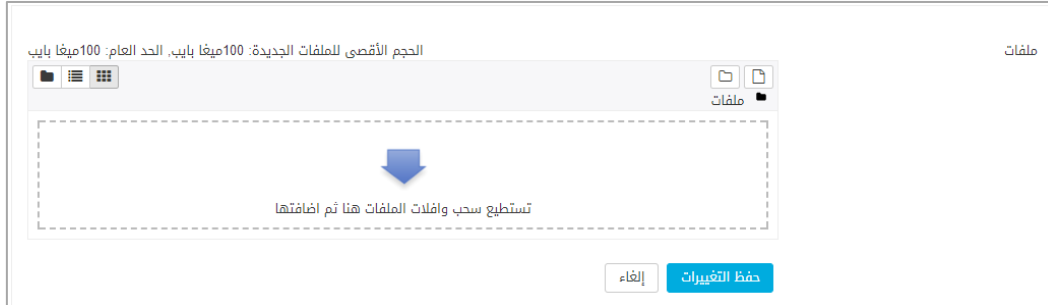 ملفات
الحجم الأقصى للملفات الجديدة: 100ميغا بايب, الحد العام: 100ميغا بايب
ملفات
تستطيع سحب وافلات الملفات هنا ثم اضافتها
حفظ التغييرات
إلغاء